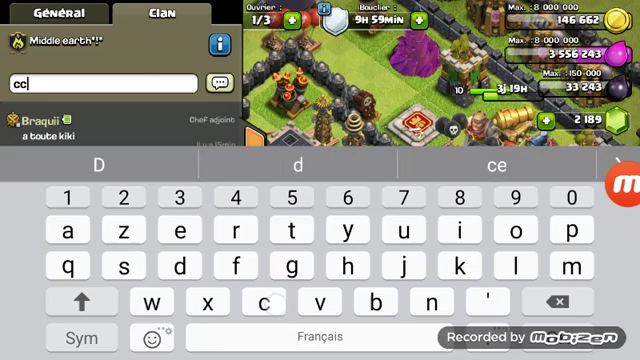 Général
Clan
Middle earth*!*
cc
Braquii
Chef adjoint
a toute kiki
il y a 15min
Ouvrier :
1/3
Bouclier :
9H 59MIN
Max. : 8 000 000
146 662
Max. : 8 000 000
3 556 243
Max. : 150 000
33 243
2 189
10
3j 19H
D
d
ce
1 2 3 4 5 6 7 8 9 0
a z e r t y u i o p
q s d f g h j k l m
w x c v b n '
Sym
Français
Recorded by mobizen